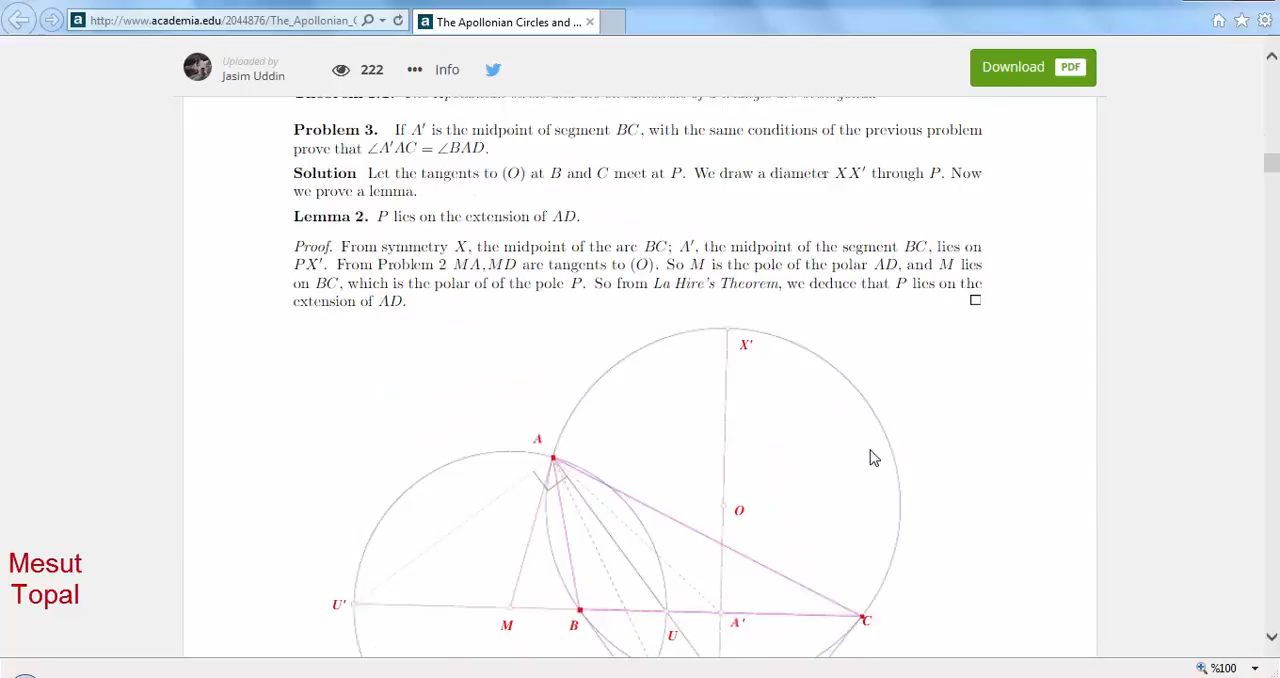 http://www.academia.edu/2044876/The_Apollonian_C
The Apollonian Circles and ...
Uploaded by
Jasim Uddin
222
Info
Download PDF
Problem 3. If A′ is the midpoint of segment BC, with the same conditions of the previous problem
prove that ∠A′AC = ∠BAD.
Solution Let the tangents to (O) at B and C meet at P. We draw a diameter XX′ through P. Now
we prove a lemma.
Lemma 2. P lies on the extension of AD.
Proof. From symmetry X, the midpoint of the arc BC; A′, the midpoint of the segment BC, lies on
PX′. From Problem 2 MA, MD are tangents to (O). So M is the pole of the polar AD, and M lies
on BC, which is the polar of of the pole P. So from La Hire's Theorem, we deduce that P lies on the
extension of AD. □
X'
A
O
U'
M
B
U
A'
C
Mesut
Topal
%100